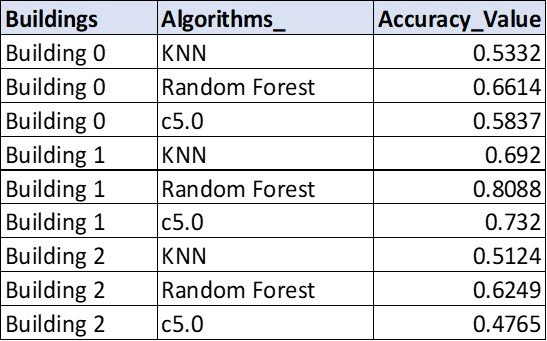 Buildings Algorithms_ Accuracy_Value
Building 0 KNN 0.5332
Building 0 Random Forest 0.6614
Building 0 c5.0 0.5837
Building 1 KNN 0.692
Building 1 Random Forest 0.8088
Building 1 c5.0 0.732
Building 2 KNN 0.5124
Building 2 Random Forest 0.6249
Building 2 c5.0 0.4765